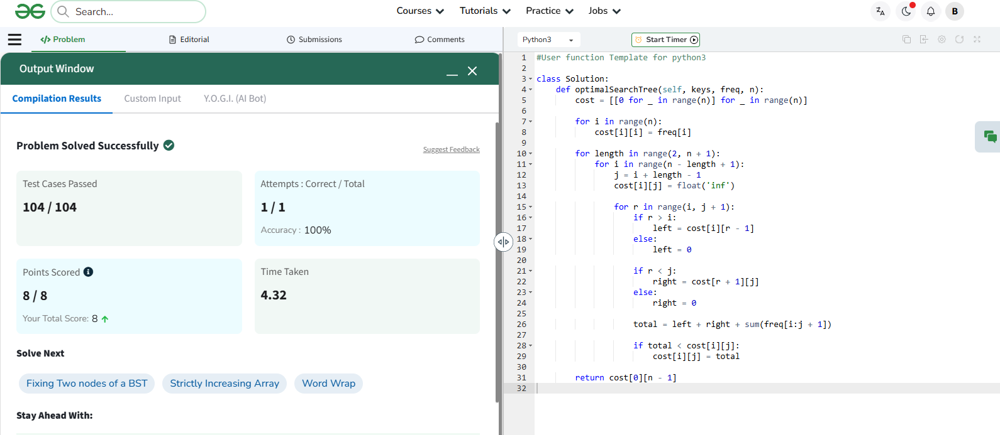 Search...
Courses
Tutorials
Practice
Jobs
B
Problem
Editorial
Submissions
Comments
Python3
Start Timer
Output Window
Compilation Results
Custom Input
Y.O.G.I. (AI Bot)
Problem Solved Successfully
Suggest Feedback
Test Cases Passed
104 / 104
Attempts : Correct / Total
1 / 1
Accuracy : 100%
Points Scored
8 / 8
Your Total Score: 8
Time Taken
4.32
Solve Next
Fixing Two nodes of a BST
Strictly Increasing Array
Word Wrap
Stay Ahead With:
1 #User function Template for python3
2
3 class Solution:
4     def optimalSearchTree(self, keys, freq, n):
5         cost = [[0 for _ in range(n)] for _ in range(n)]
6
7         for i in range(n):
8             cost[i][i] = freq[i]
9
10         for length in range(2, n + 1):
11             for i in range(n - length + 1):
12                 j = i + length - 1
13                 cost[i][j] = float('inf')
14
15                 for r in range(i, j + 1):
16                     if r > i:
17                         left = cost[i][r - 1]
18                     else:
19                         left = 0
20
21                     if r < j:
22                         right = cost[r + 1][j]
23                     else:
24                         right = 0
25
26                     total = left + right + sum(freq[i:j + 1])
27
28                     if total < cost[i][j]:
29                         cost[i][j] = total
30
31         return cost[0][n - 1]
32